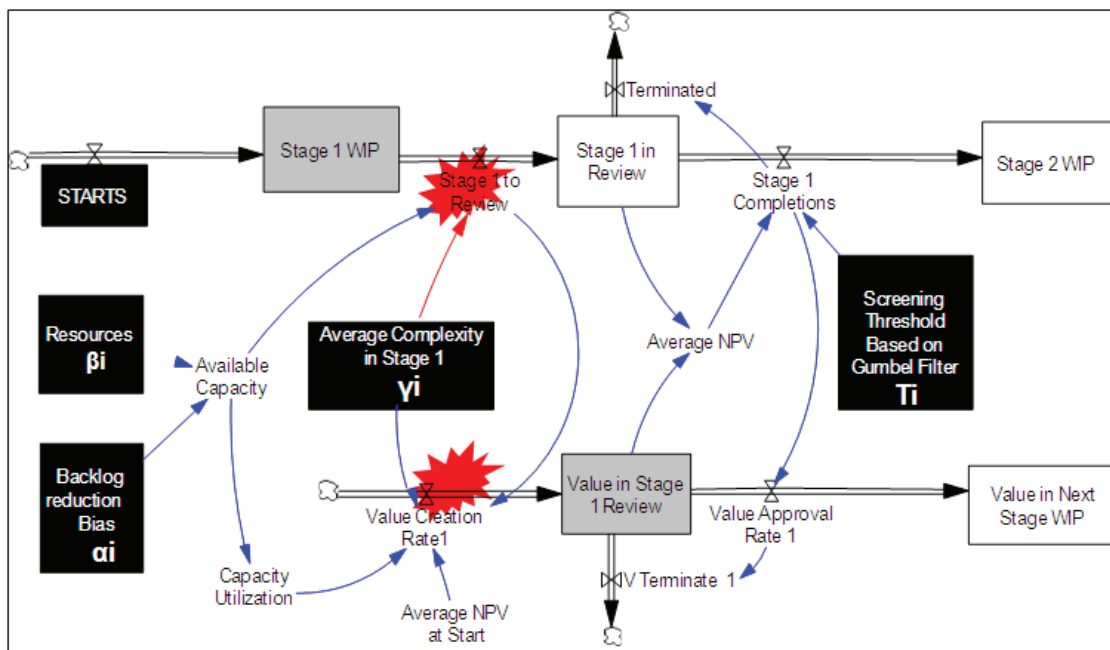 Terminated
Stage 1 WIP
Stage 1 in
Review
Stage 2 WIP
STARTS
Stage 1 to
Review
Stage 1
Completions
Resources
βi
Available
Capacity
Average Complexity
in Stage 1
γi
Average NPV
Screening
Threshold
Based on
Gumbel Filter
Ti
Backlog
reduction
Bias
αi
Value Creation
Rate1
Value in Stage
1 Review
Value Approval
Rate 1
Value in Next
Stage WIP
Capacity
Utilization
Average NPV
at Start
V Terminate 1